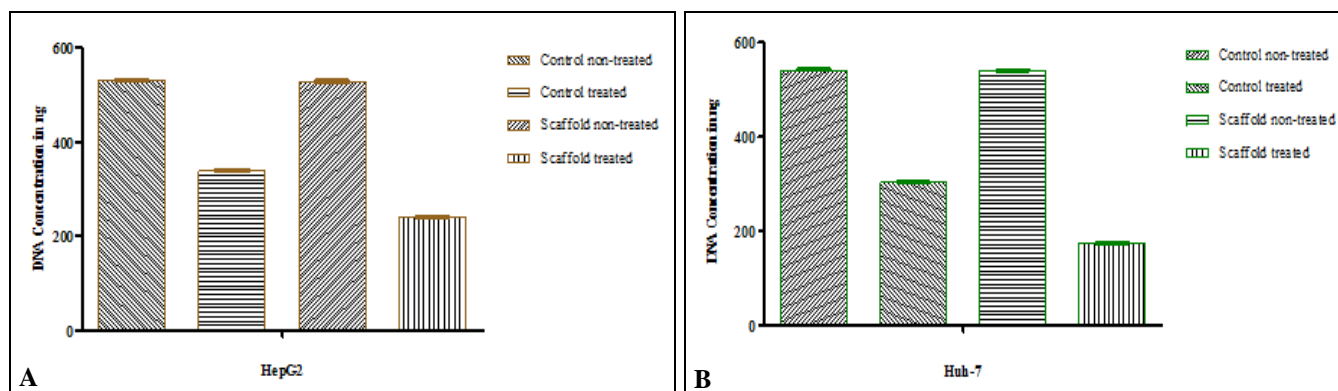 600
400
200
0
DNA Concentration in ng
HepG2
Control non-treated
Control treated
Scaffold non-treated
Scaffold treated
A
600
400
200
0
DNA Concentration in ng
Huh-7
Control non-treated
Control treated
Scaffold non-treated
Scaffold treated
B